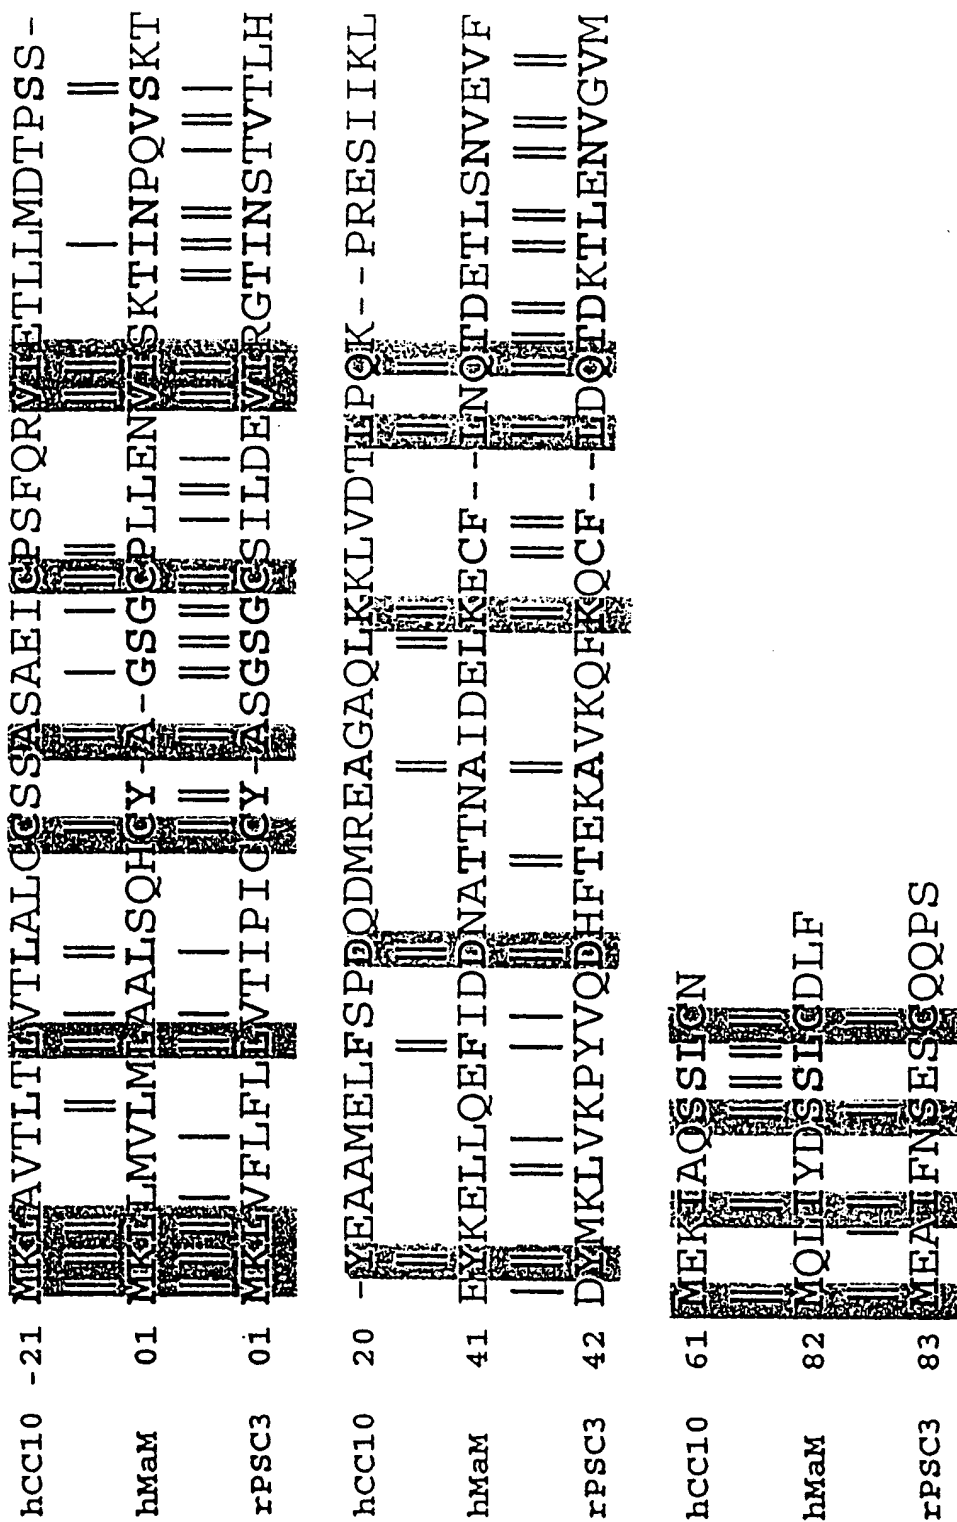 hCC10 -21 MKLAVTLTLVTLALCCSSASAEICPSFQRVIETLLMDTPSS-
hMaM 01 MKLLMVLMLAALSQHCY-A-GSGCPLLENVISKTINPQVSKT
rPSC3 01 MKLVFLFLLVTIPICCY-ASGSGCSILDEVIRGTINSTVTLH
hCC10 20 -YEAAMELFSPDQDMREAGAQLKKLVDTLPQK--PRESIIKL
hMaM 41 EYKELLQEFIDDNATTNAIDELKECF--LNQTDETLSNVEVF
rPSC3 42 DYMKLVKPYVQDHFTEKAVKQFKQCF--LDQTDKTLENVGVM
hCC10 61 MEKIAQSSLCN
hMaM 82 MQLIYDSSLCDLF
rPSC3 83 MEAIFNSESCQQPS